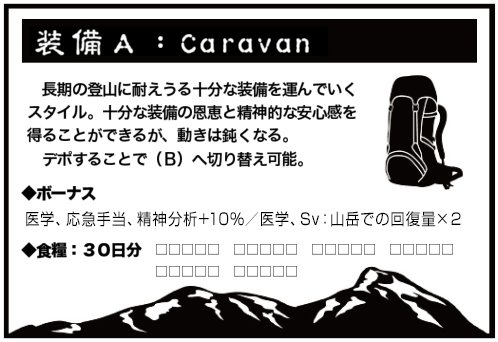 装備A：Caravan
長期の登山に耐えうる十分な装備を運んでいく
スタイル。十分な装備の恩恵と精神的な安心感を
得ることができるが、動きは鈍くなる。
デポすることで（B）へ切り替え可能。
◆ボーナス
医学、応急手当、精神分析+10%／医学、Sv：山岳での回復量×2
◆食糧：30日分 □□□□□ □□□□□ □□□□□ □□□□□
□□□□□ □□□□□